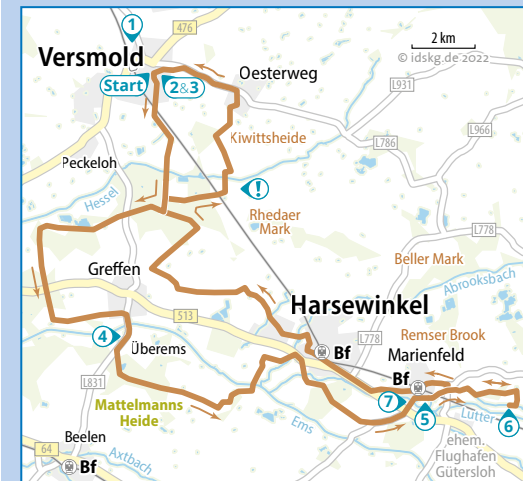 1
476
2 km
© idskg.de 2022
Versmold
Oesterweg
Start
2&3
L931
Kiwittsheide
L966
L786
Peckeloh
!
Hessel
Rhedaer
Mark
L778
Beller Mark
Greffen
Abrooksbach
Harsewinkel
513
Remser Brook
L778
4
Überems
Bf
Marienfeld
Bf
L831
Mattelmanns
Heide
7
5
Lutter
6
Ems
Beelen
ehem.
Flughafen
Gütersloh
64
Axtbach
Bf